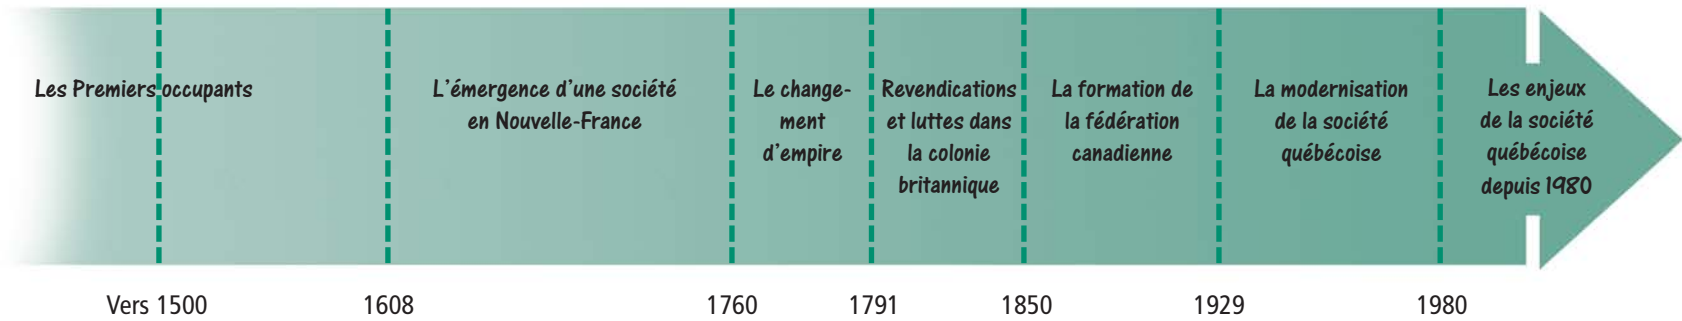 Les Premiers occupants
L'émergence d'une société
en Nouvelle-France
Le change-
ment
d'empire
Revendications
et luttes dans
la colonie
britannique
La formation de
la fédération
canadienne
La modernisation
de la société
québécoise
Les enjeux
de la société
québécoise
depuis 1980
Vers 1500
1608
1760
1791
1850
1929
1980